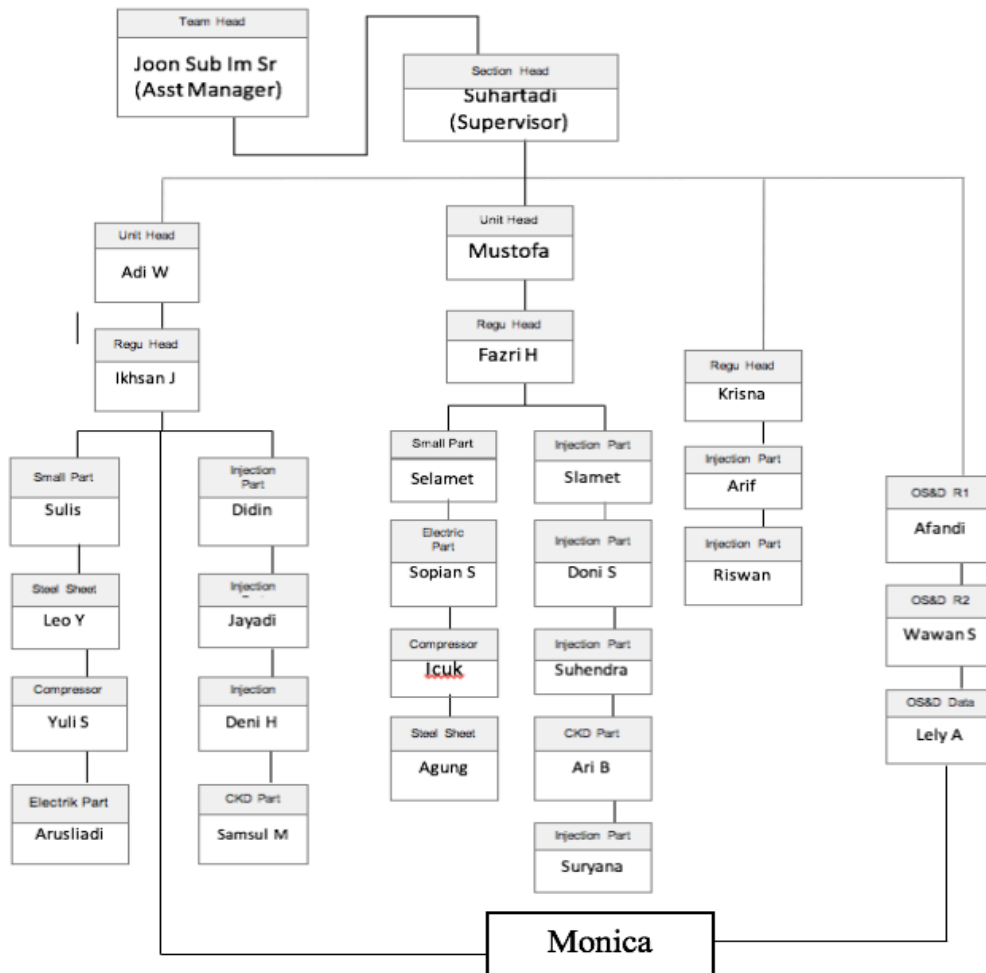 Team Head
Joon Sub Im Sr
(Asst Manager)
Section Head
Suhartadi
(Supervisor)
Unit Head
Adi W
Unit Head
Mustofa
Regu Head
Ikhsan J
Regu Head
Fazri H
Regu Head
Krisna
Small Part
Sulis
Steel Sheet
Leo Y
Compressor
Yuli S
Electrik Part
Arusliadi
Injection
Part
Didin
Injection
Jayadi
Injection
Deni H
CKD Part
Samsul M
Small Part
Selamet
Electric
Part
Sopian S
Compressor
Icuk
Steel Sheet
Agung
Injection Part
Slamet
Injection Part
Doni S
Injection Part
Suhendra
CKD Part
Ari B
Injection Part
Suryana
Injection Part
Arif
Injection Part
Riswan
OS&D R1
Afandi
OS&D R2
Wawan S
OS&D Data
Lely A
Monica